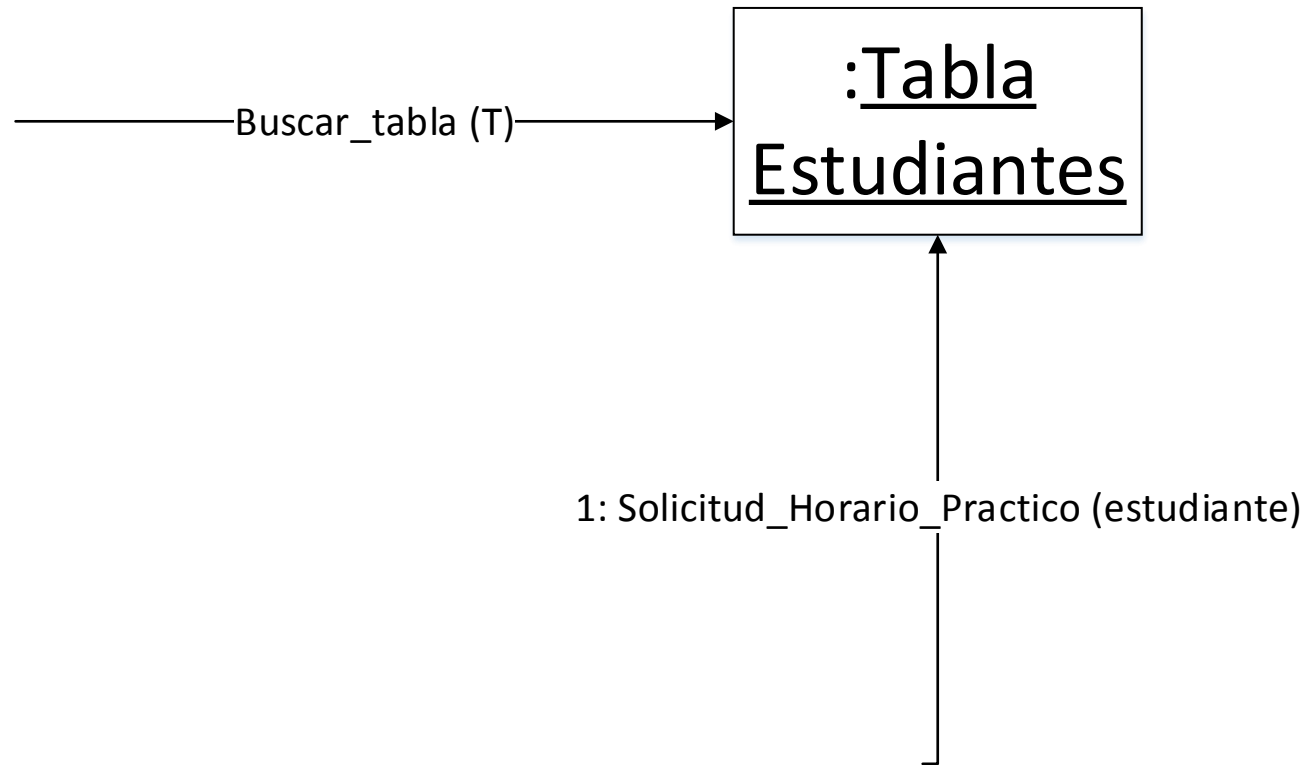 :Tabla
Estudiantes
Buscar_tabla (T)
1: Solicitud_Horario_Practico (estudiante)